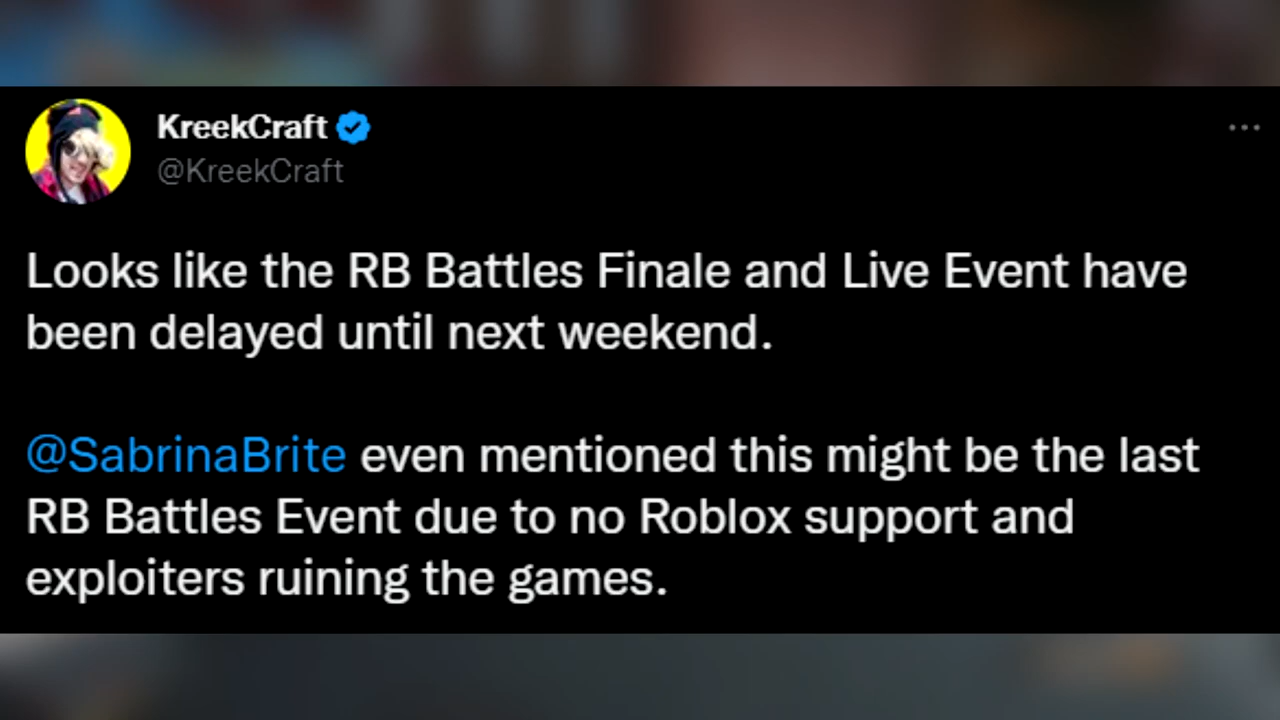 KreekCraft
@KreekCraft
Looks like the RB Battles Finale and Live Event have
been delayed until next weekend.
@SabrinaBrite even mentioned this might be the last
RB Battles Event due to no Roblox support and
exploiters ruining the games.